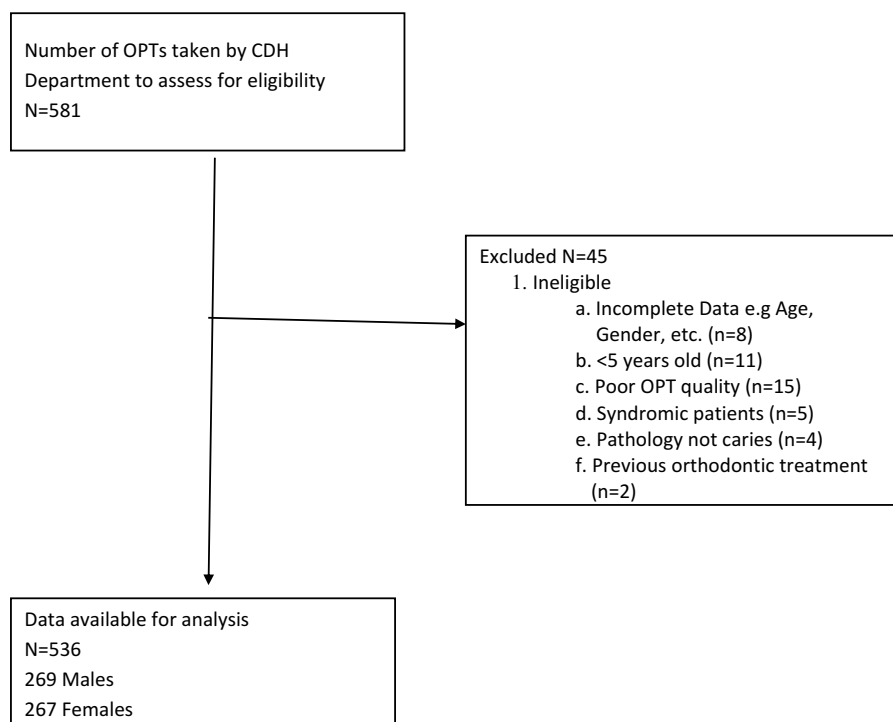 Number of OPTs taken by CDH
Department to assess for eligibility
N=581
Excluded N=45
1. Ineligible
a. Incomplete Data e.g Age,
Gender, etc. (n=8)
b. <5 years old (n=11)
c. Poor OPT quality (n=15)
d. Syndromic patients (n=5)
e. Pathology not caries (n=4)
f. Previous orthodontic treatment
(n=2)
Data available for analysis
N=536
269 Males
267 Females